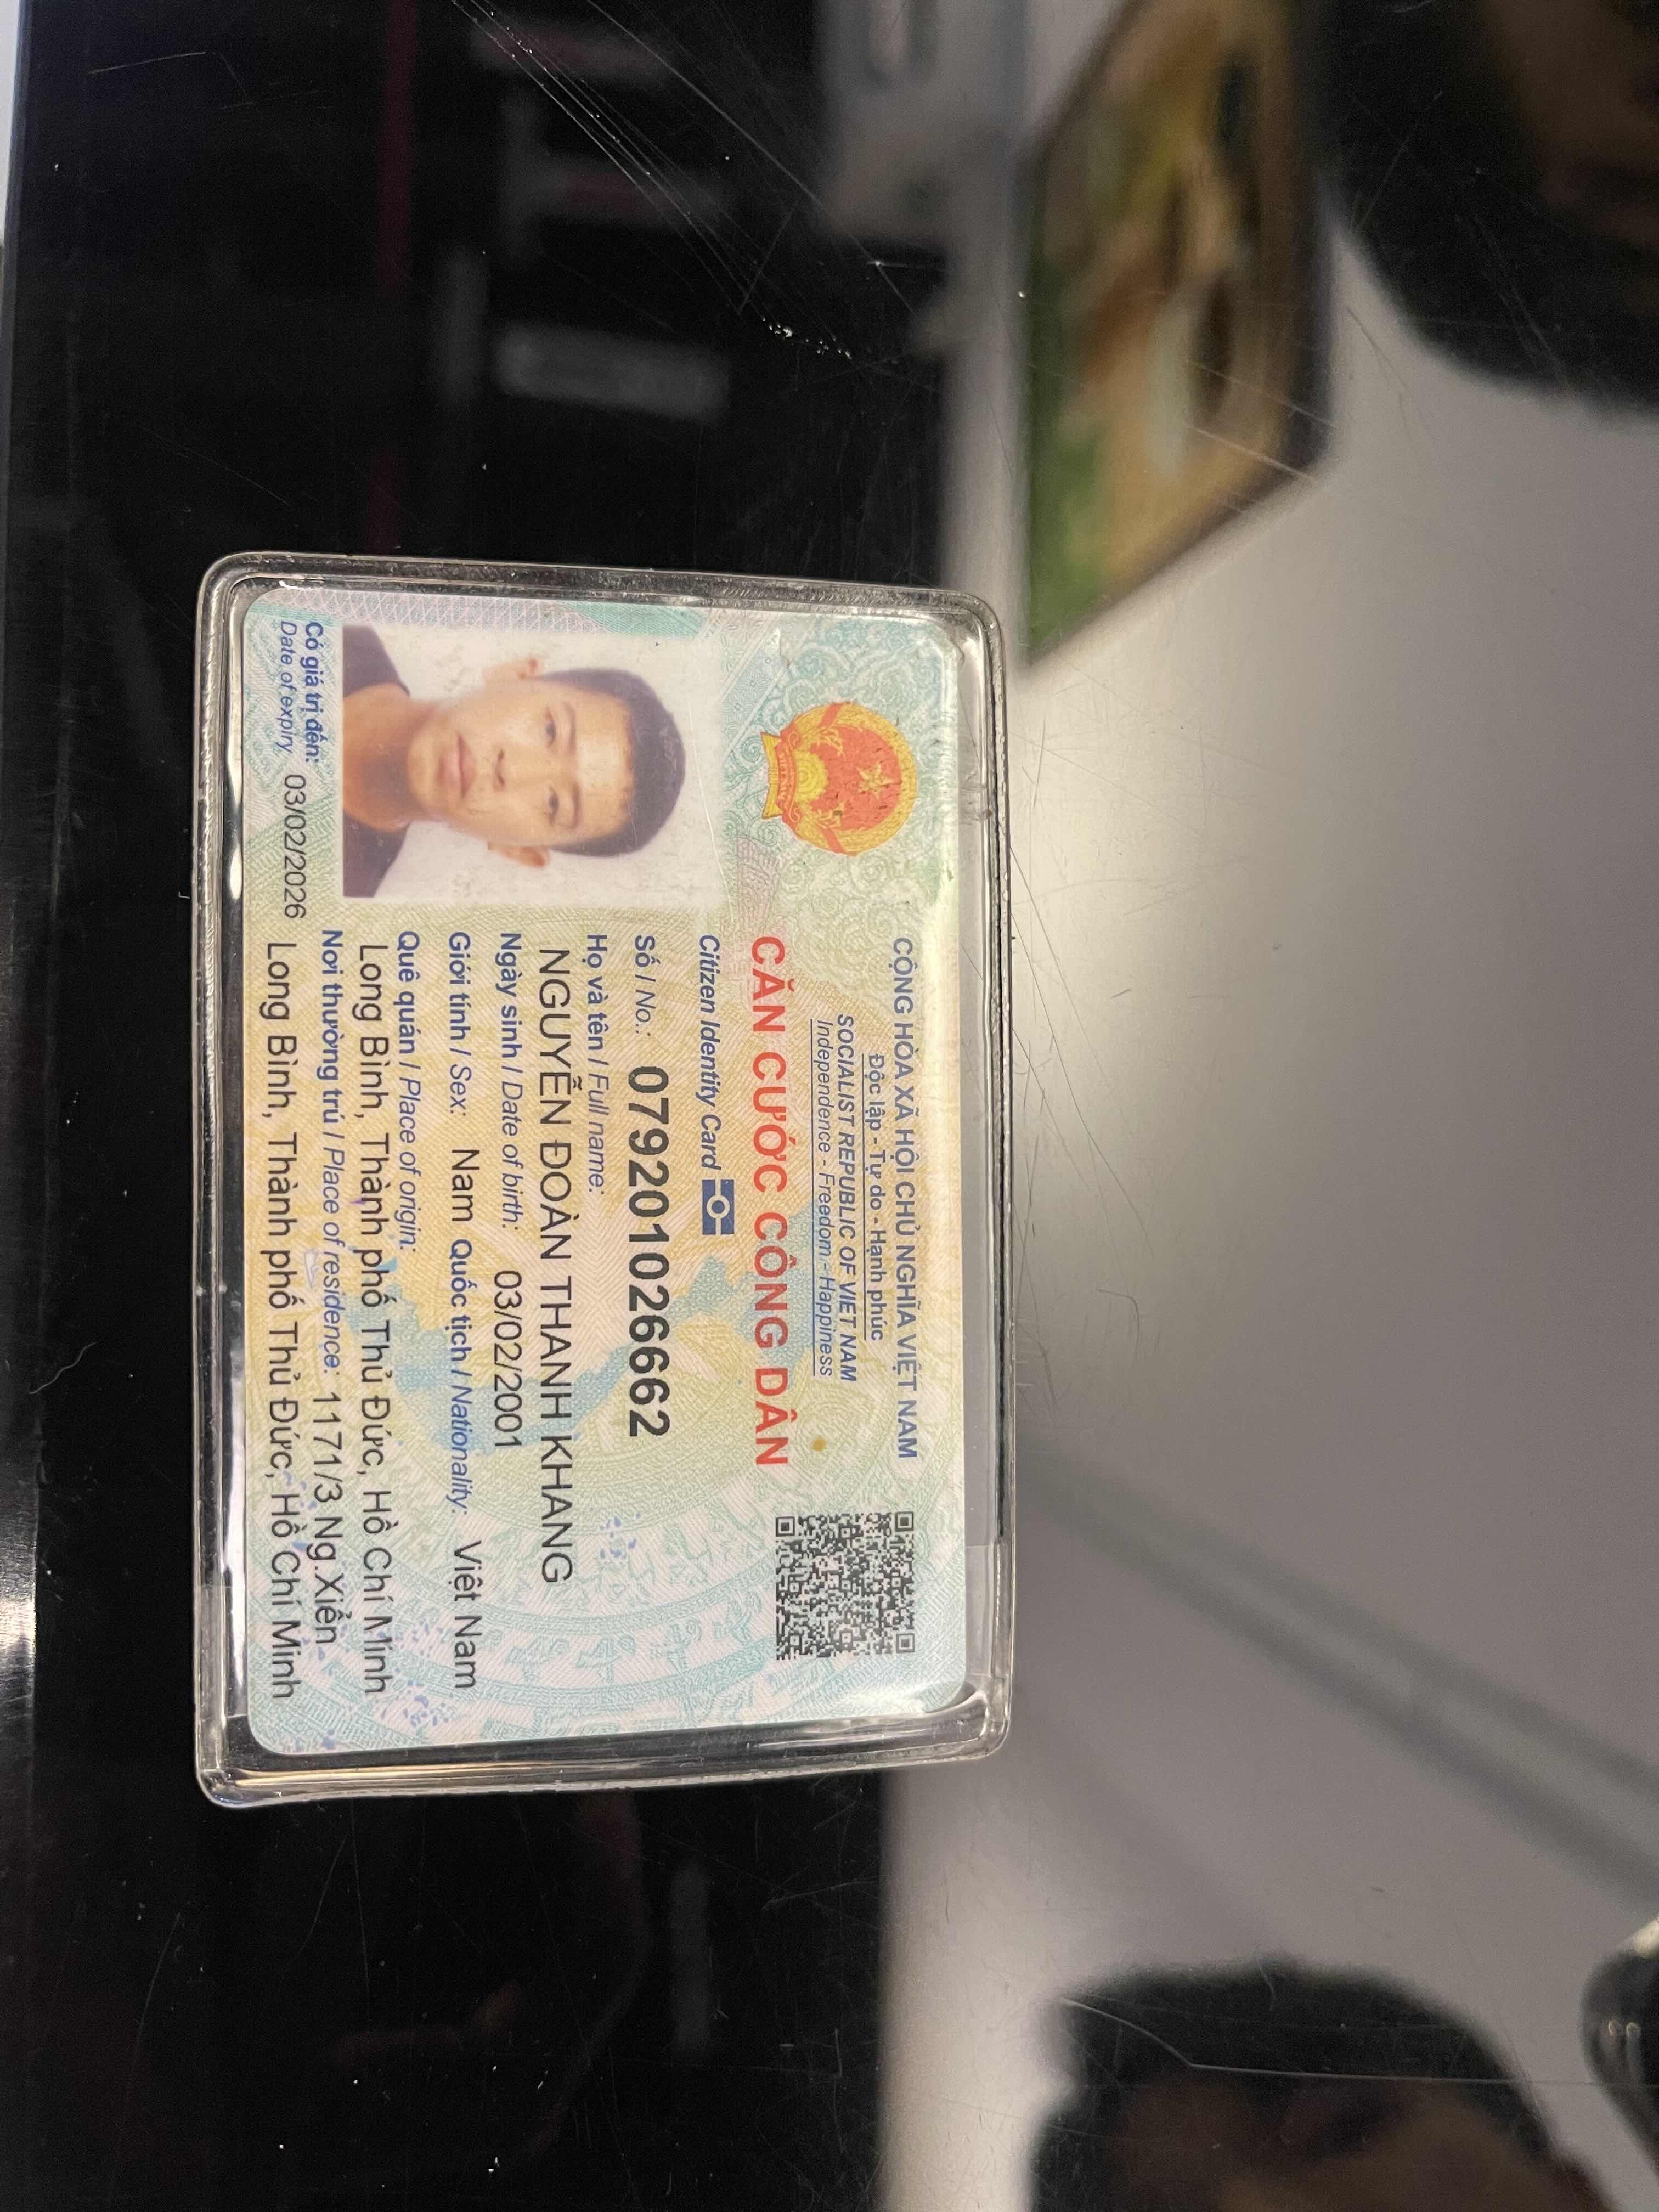 CỘNG HÒA XÃ HỘI CHỦ NGHĨA VIỆT NAM
Độc lập - Tự do - Hạnh phúc
SOCIALIST REPUBLIC OF VIET NAM
Independence - Freedom - Happiness
CĂN CƯỚC CÔNG DÂN
Citizen Identity Card
Số / No.: 079201026662
Họ và tên / Full name:
NGUYỄN ĐOÀN THANH KHANG
Ngày sinh / Date of birth: 03/02/2001
Giới tính / Sex: Nam Quốc tịch / Nationality: Việt Nam
Quê quán / Place of origin:
Long Bình, Thành phố Thủ Đức, Hồ Chí Minh
Nơi thường trú / Place of residence: 1171/3 Ng.Xiển
Long Bình, Thành phố Thủ Đức, Hồ Chí Minh
Có giá trị đến: 03/02/2026
Date of expiry